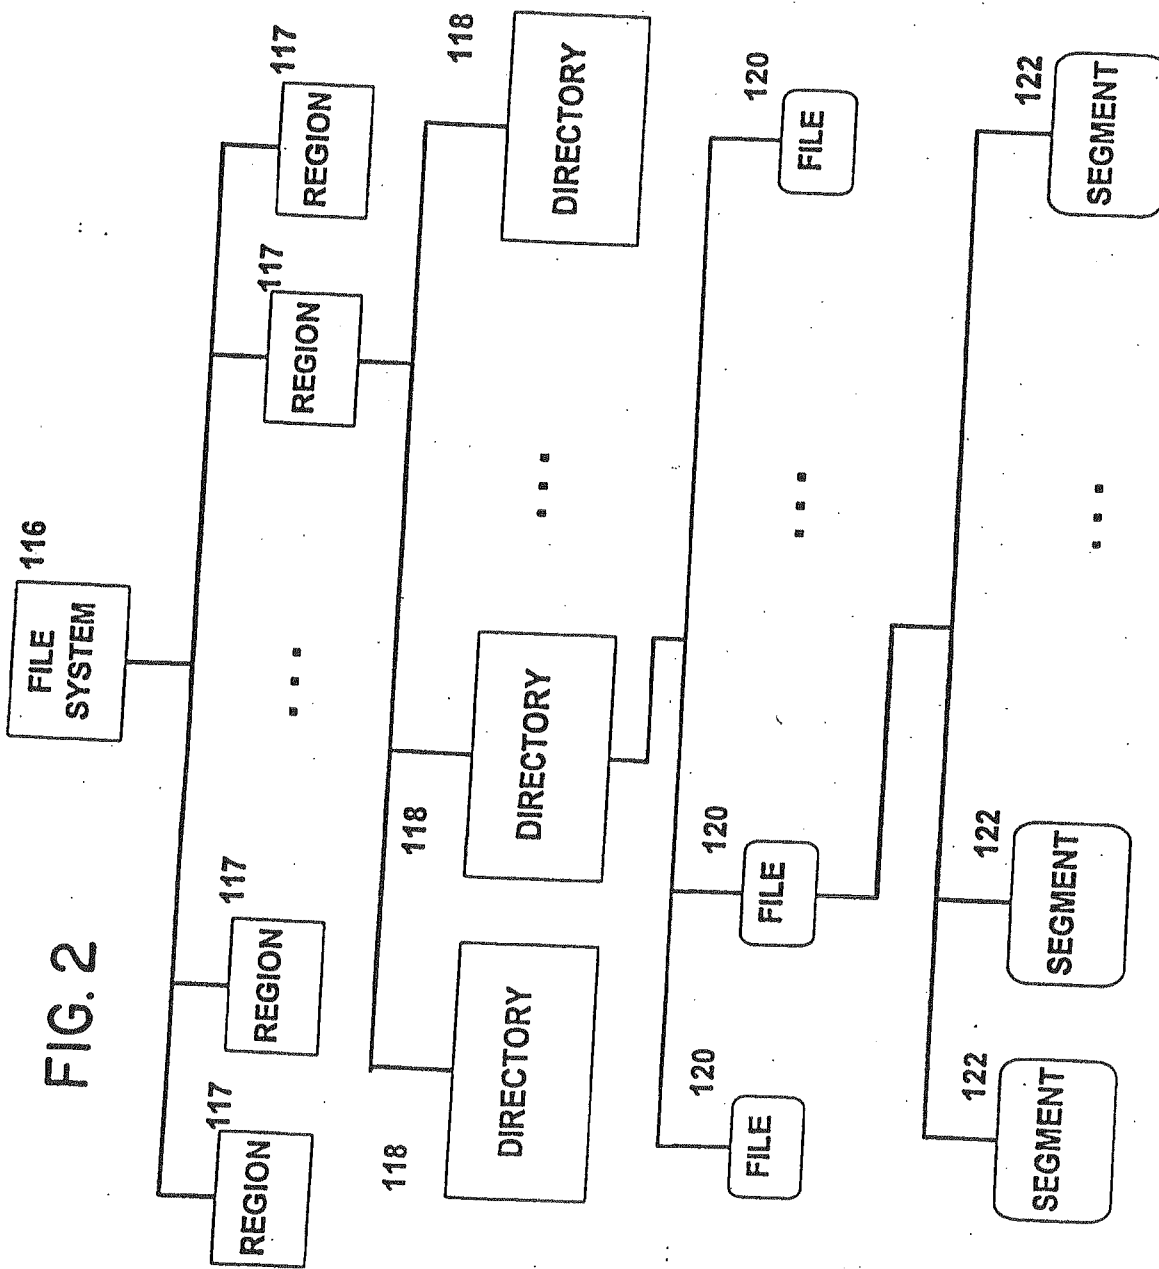 FIG. 2
FILE
SYSTEM
116
REGION
117
REGION
117
REGION
117
REGION
117
DIRECTORY
118
DIRECTORY
118
DIRECTORY
118
FILE
120
FILE
120
FILE
120
SEGMENT
122
SEGMENT
122
SEGMENT
122